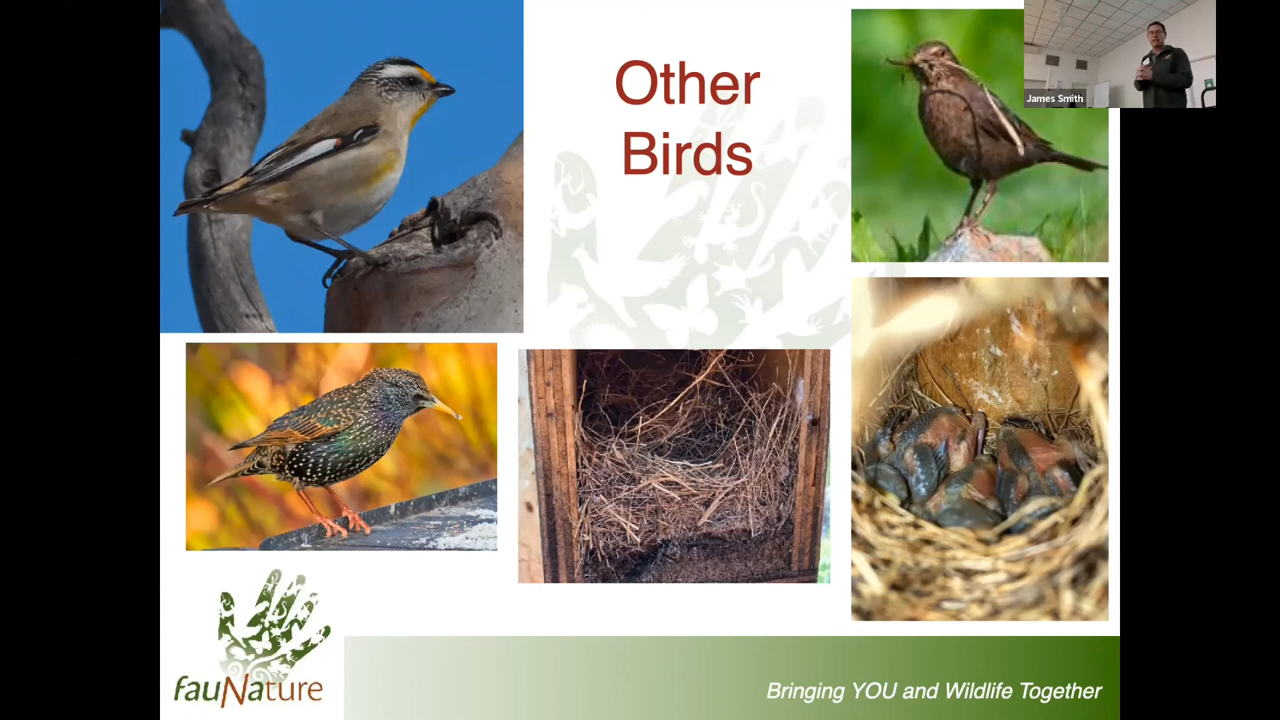 Other
Birds
James Smith
fauNature
Bringing YOU and Wildlife Together